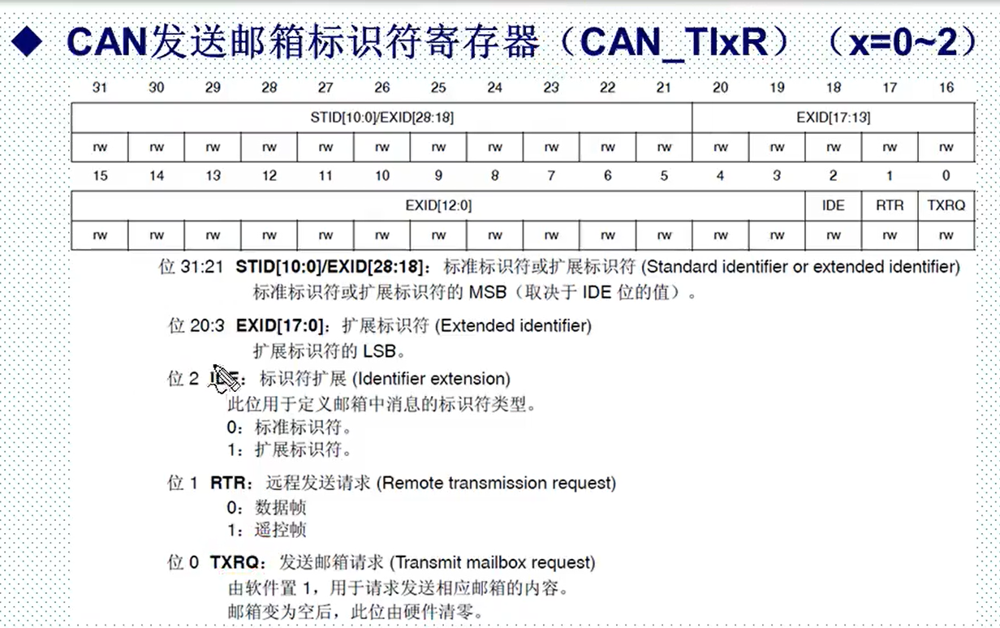 ◆ CAN发送邮箱标识符寄存器（CAN_TIxR）（x=0~2）
31 30 29 28 27 26 25 24 23 22 21 20 19 18 17 16
STID[10:0]/EXID[28:18] EXID[17:13]
rw rw rw rw rw rw rw rw rw rw rw rw rw rw rw rw
15 14 13 12 11 10 9 8 7 6 5 4 3 2 1 0
EXID[12:0] IDE RTR TXRQ
rw rw rw rw rw rw rw rw rw rw rw rw rw rw rw rw
位 31:21 STID[10:0]/EXID[28:18]：标准标识符或扩展标识符 (Standard identifier or extended identifier)
标准标识符或扩展标识符的 MSB（取决于 IDE 位的值）。
位 20:3 EXID[17:0]：扩展标识符 (Extended identifier)
扩展标识符的 LSB。
位 2 IDE：标识符扩展 (Identifier extension)
此位用于定义邮箱中消息的标识符类型。
0：标准标识符。
1：扩展标识符。
位 1 RTR：远程发送请求 (Remote transmission request)
0：数据帧
1：遥控帧
位 0 TXRQ：发送邮箱请求 (Transmit mailbox request)
由软件置 1，用于请求发送相应邮箱的内容。
邮箱变为空后，此位由硬件清零。